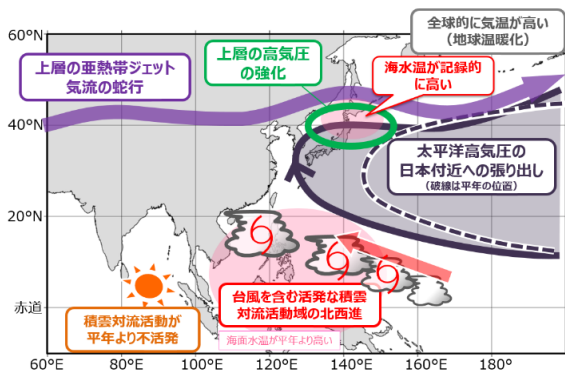 全球的に気温が高い
(地球温暖化)
60°N
上層の高気圧
の強化
上層の亜熱帯ジェット
気流の蛇行
海水温が記録的
に高い
40°N
太平洋高気圧の
日本付近への張り出し
(破線は平年の位置)
20°N
台風を含む活発な積雲
対流活動域の北西進
赤道
積雲対流活動が
平年より不活発
海面水温が平年より高い
60°E
80°E
100°E
120°E
140°E
160°E
180°